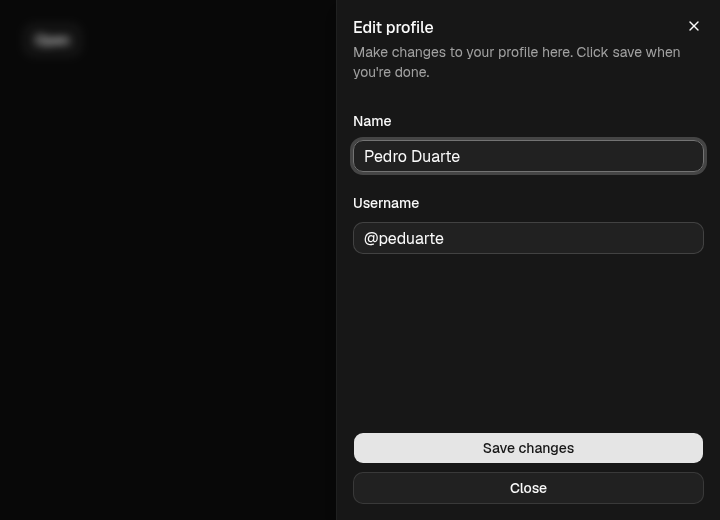 Open
Edit profile
Make changes to your profile here. Click save when
you're done.
Name
Pedro Duarte
Username
@peduarte
Save changes
Close